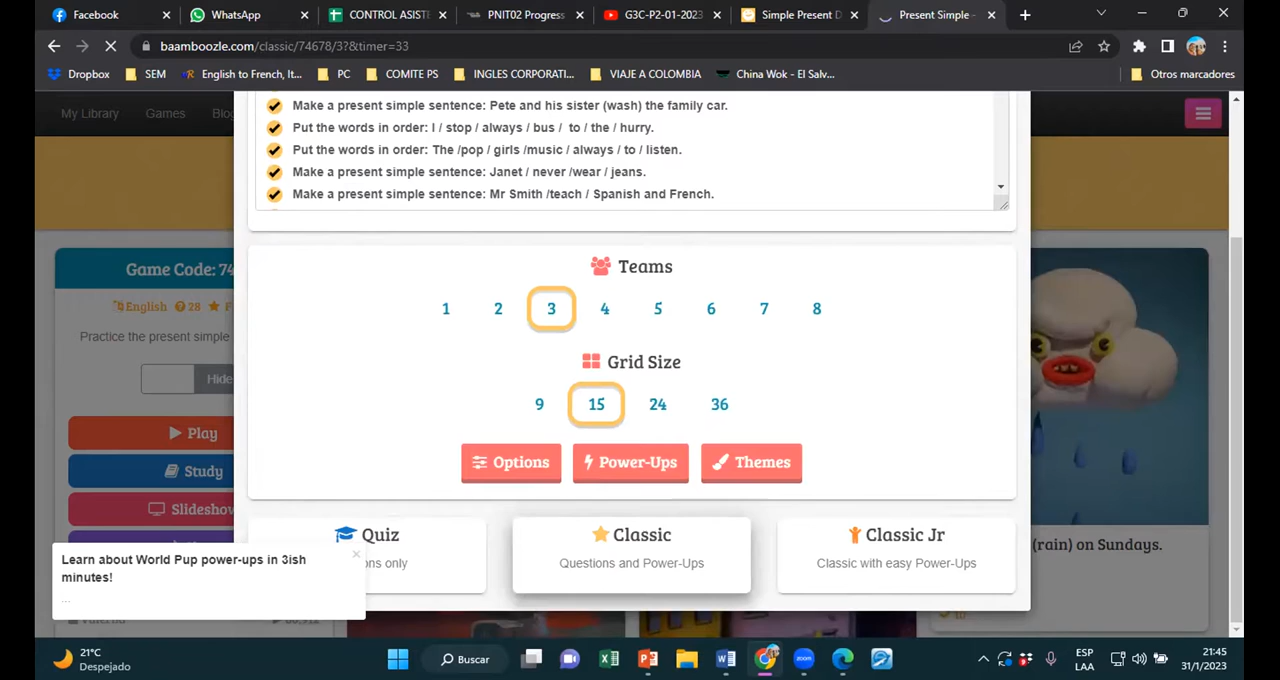 Facebook
WhatsApp
CONTROL ASIST
PNIT02 Progress
G3C-P2-01-2023
Simple Present D
Present Simple -
baamboozle.com/classic/74678/3?&timer=33
Dropbox
SEM
English to French, It...
PC
COMITE PS
INGLES CORPORATI...
VIAJE A COLOMBIA
China Wok - El Salv...
Otros marcadores
My Library
Games
Blog
Make a present simple sentence: Pete and his sister (wash) the family car.
Put the words in order: I / stop / always / bus / to / the / hurry.
Put the words in order: The /pop / girls /music / always / to / listen.
Make a present simple sentence: Janet / never /wear / jeans.
Make a present simple sentence: Mr Smith /teach / Spanish and French.
Game Code: 74
English 28
Practice the present simple
Hide
Play
Study
Slideshow
Teams
1 2 3 4 5 6 7 8
Grid Size
9 15 24 36
Options
Power-Ups
Themes
Quiz
ons only
Classic
Questions and Power-Ups
Classic Jr
Classic with easy Power-Ups
(rain) on Sundays.
Learn about World Pup power-ups in 3ish
minutes!
...
21°C
Despejado
Buscar
ESP
LAA
21:45
31/1/2023